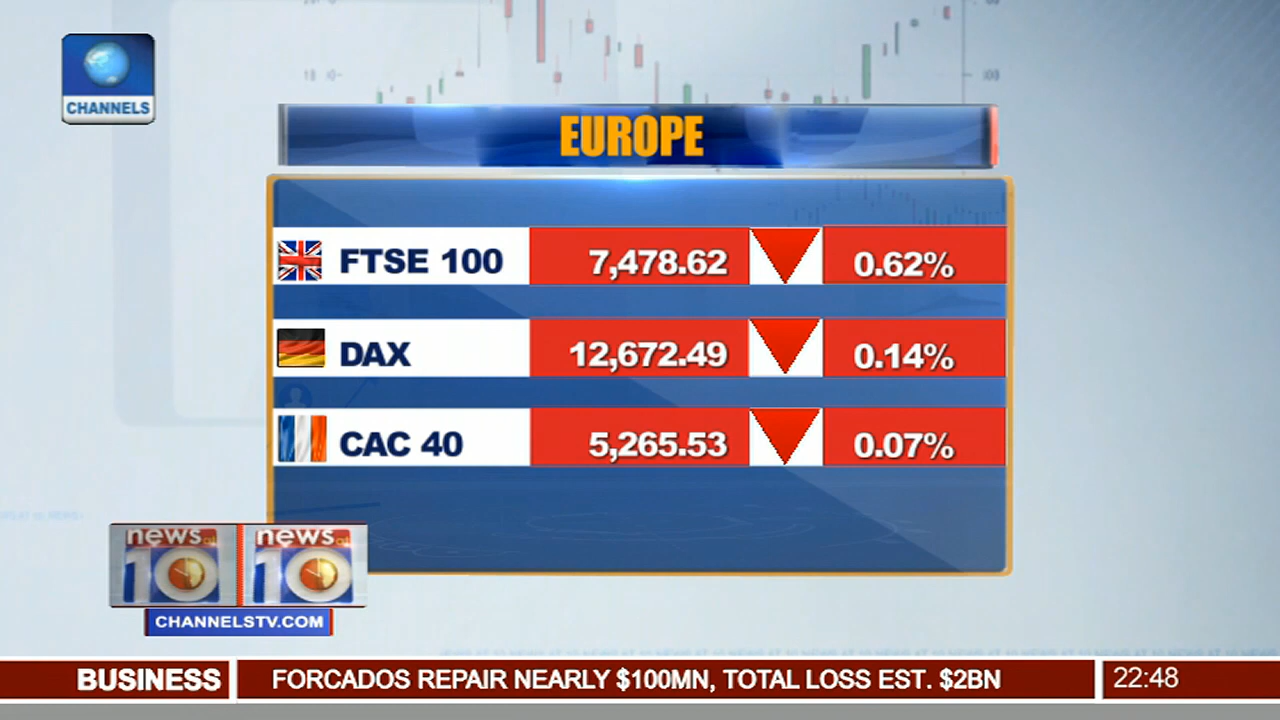 CHANNELS
EUROPE
FTSE 100 7,478.62 0.62%
DAX 12,672.49 0.14%
CAC 40 5,265.53 0.07%
news at 10 news at 10
CHANNELSTV.COM
BUSINESS FORCADOS REPAIR NEARLY $100MN, TOTAL LOSS EST. $2BN 22:48